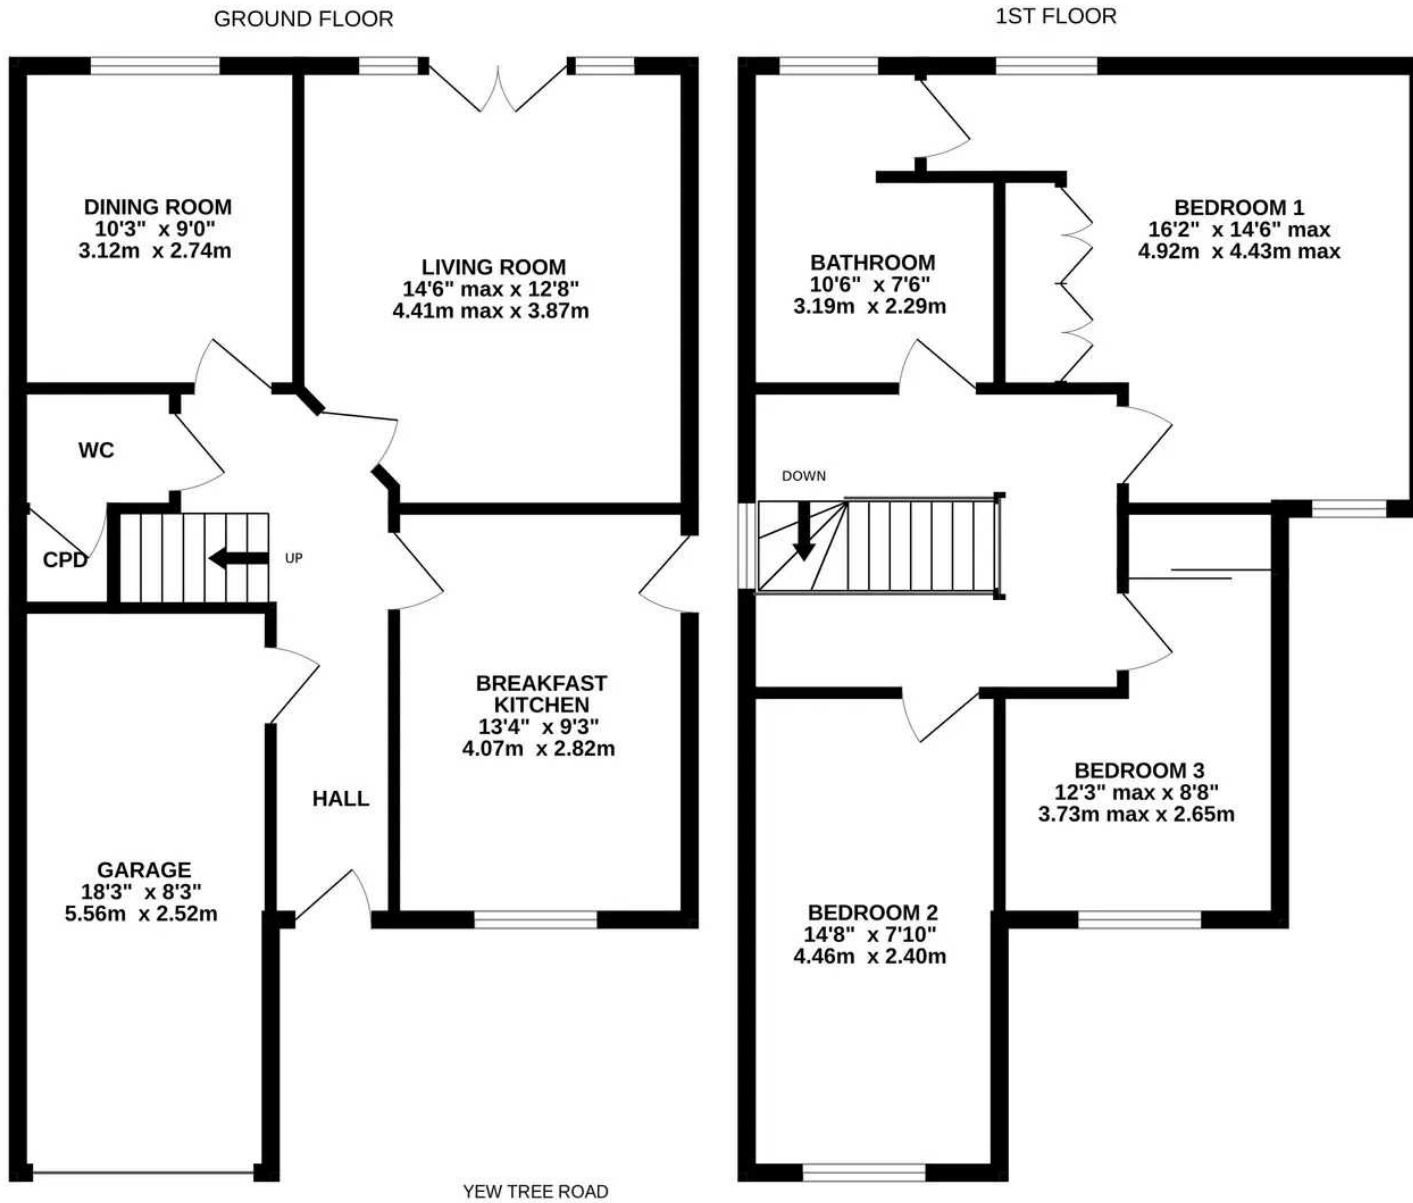 GROUND FLOOR
DINING ROOM
10'3" x 9'0"
3.12m x 2.74m
LIVING ROOM
14'6" max x 12'8"
4.41m max x 3.87m
WC
CPD
UP
BREAKFAST
KITCHEN
13'4" x 9'3"
4.07m x 2.82m
HALL
GARAGE
18'3" x 8'3"
5.56m x 2.52m
1ST FLOOR
BEDROOM 1
16'2" x 14'6" max
4.92m x 4.43m max
BATHROOM
10'6" x 7'6"
3.19m x 2.29m
DOWN
BEDROOM 3
12'3" max x 8'8"
3.73m max x 2.65m
BEDROOM 2
14'8" x 7'10"
4.46m x 2.40m
YEW TREE ROAD